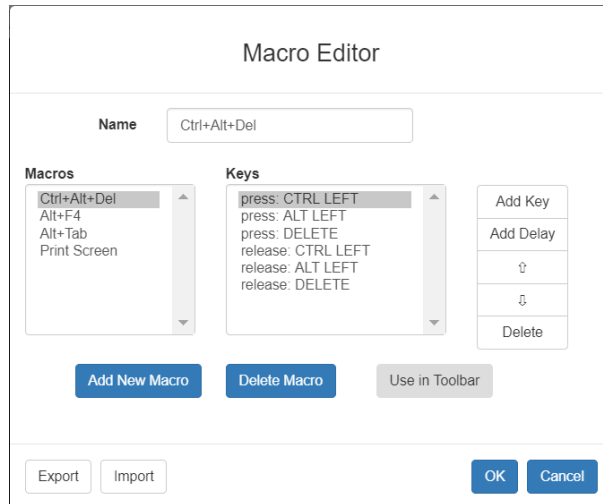 Macro Editor
Name
Ctrl+Alt+Del
Macros
Ctrl+Alt+Del
Alt+F4
Alt+Tab
Print Screen
Keys
press: CTRL LEFT
press: ALT LEFT
press: DELETE
release: CTRL LEFT
release: ALT LEFT
release: DELETE
Add Key
Add Delay
⇧
⇩
Delete
Add New Macro
Delete Macro
Use in Toolbar
Export
Import
OK
Cancel